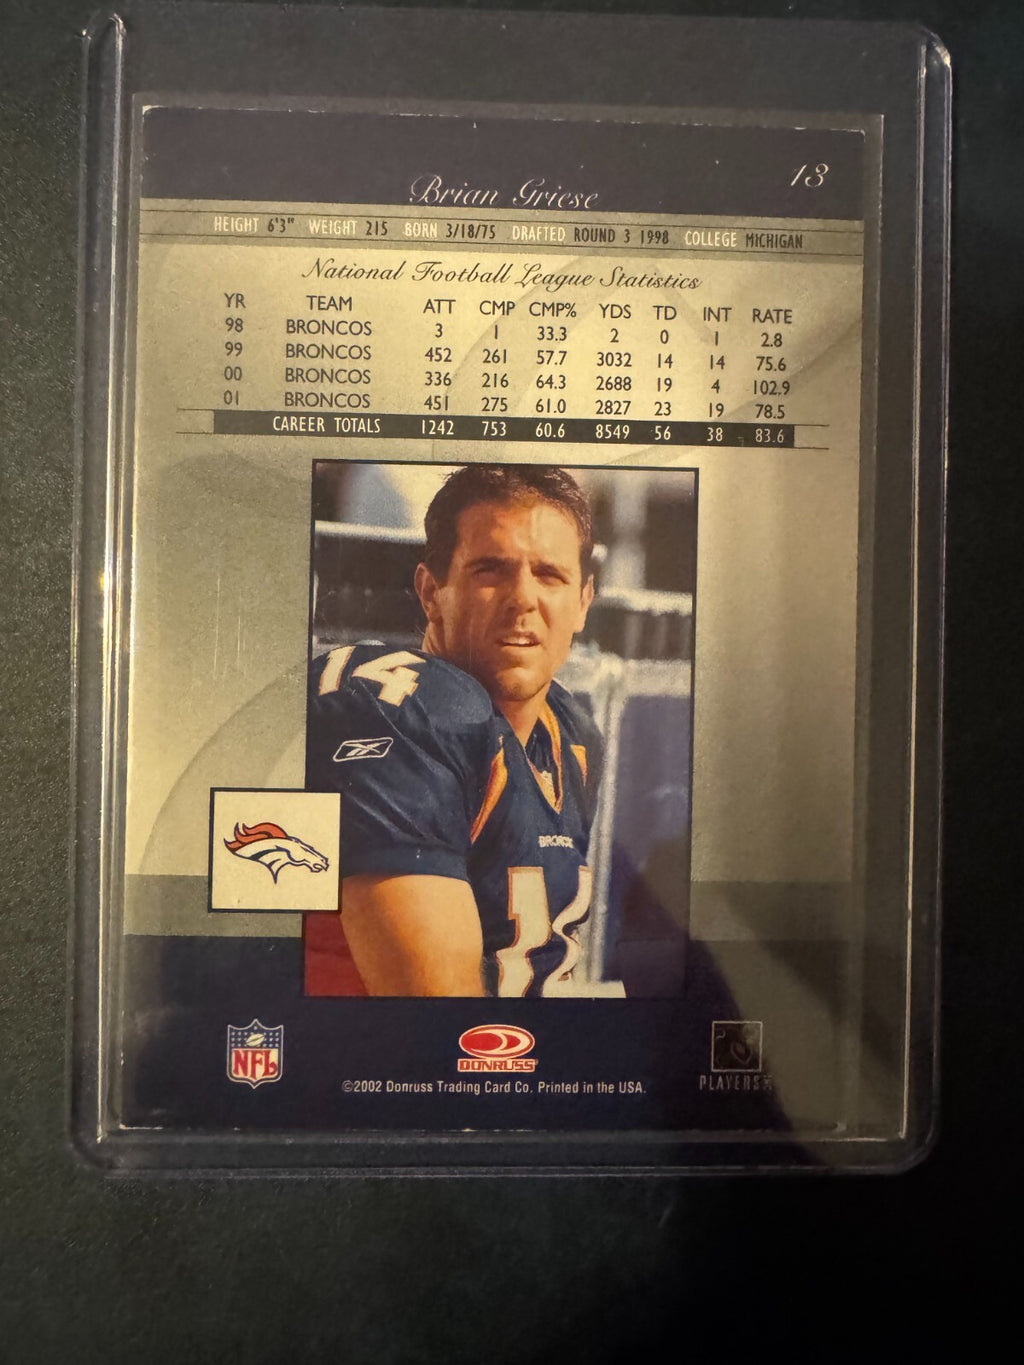 13
Brian Griese
HEIGHT 6'3" WEIGHT 215 BORN 3/18/75 DRAFTED ROUND 3 1998 COLLEGE MICHIGAN
National Football League Statistics
YR TEAM ATT CMP CMP% YDS TD INT RATE
98 BRONCOS 3 1 33.3 2 0 1 2.8
99 BRONCOS 452 261 57.7 3032 14 14 75.6
00 BRONCOS 336 216 64.3 2688 19 4 102.9
01 BRONCOS 451 275 61.0 2827 23 19 78.5
CAREER TOTALS 1242 753 60.6 8549 56 38 83.6
14
BRONCOS
14
NFL
DONRUSS
PLAYERS
©2002 Donruss Trading Card Co. Printed in the USA.